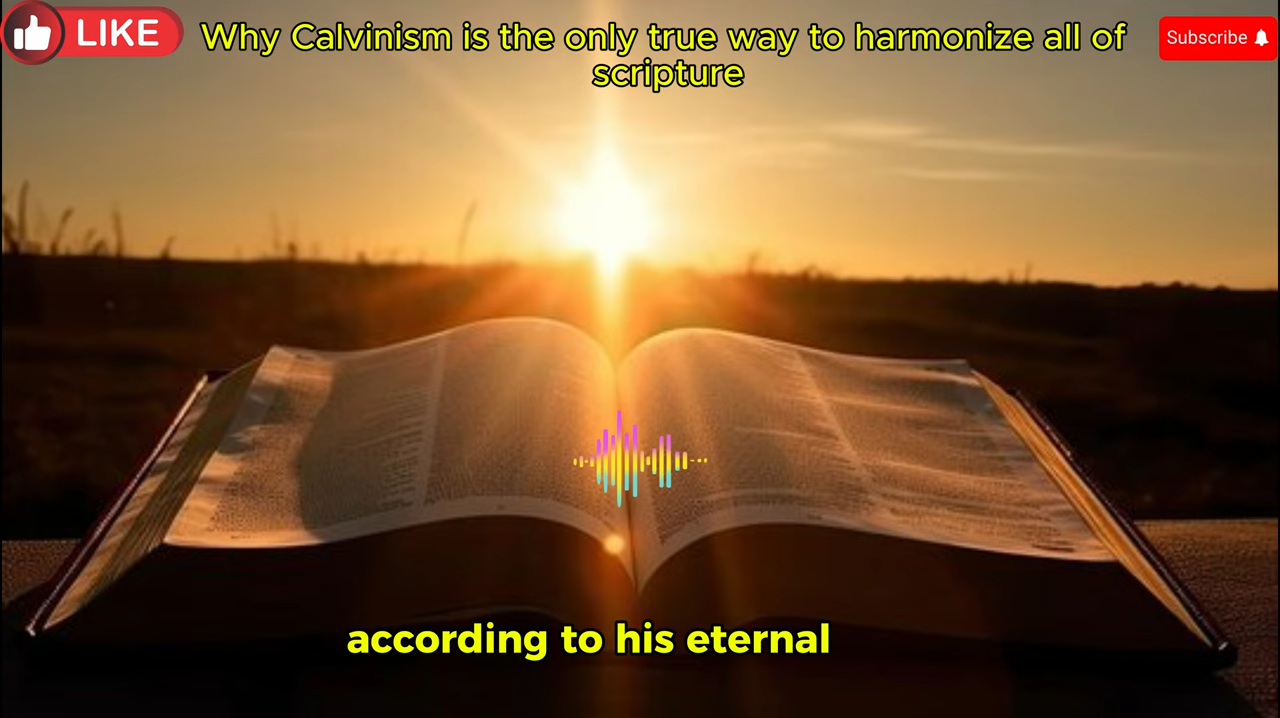 LIKE
Why Calvinism is the only true way to harmonize all of
scripture
Subscribe
according to his eternal